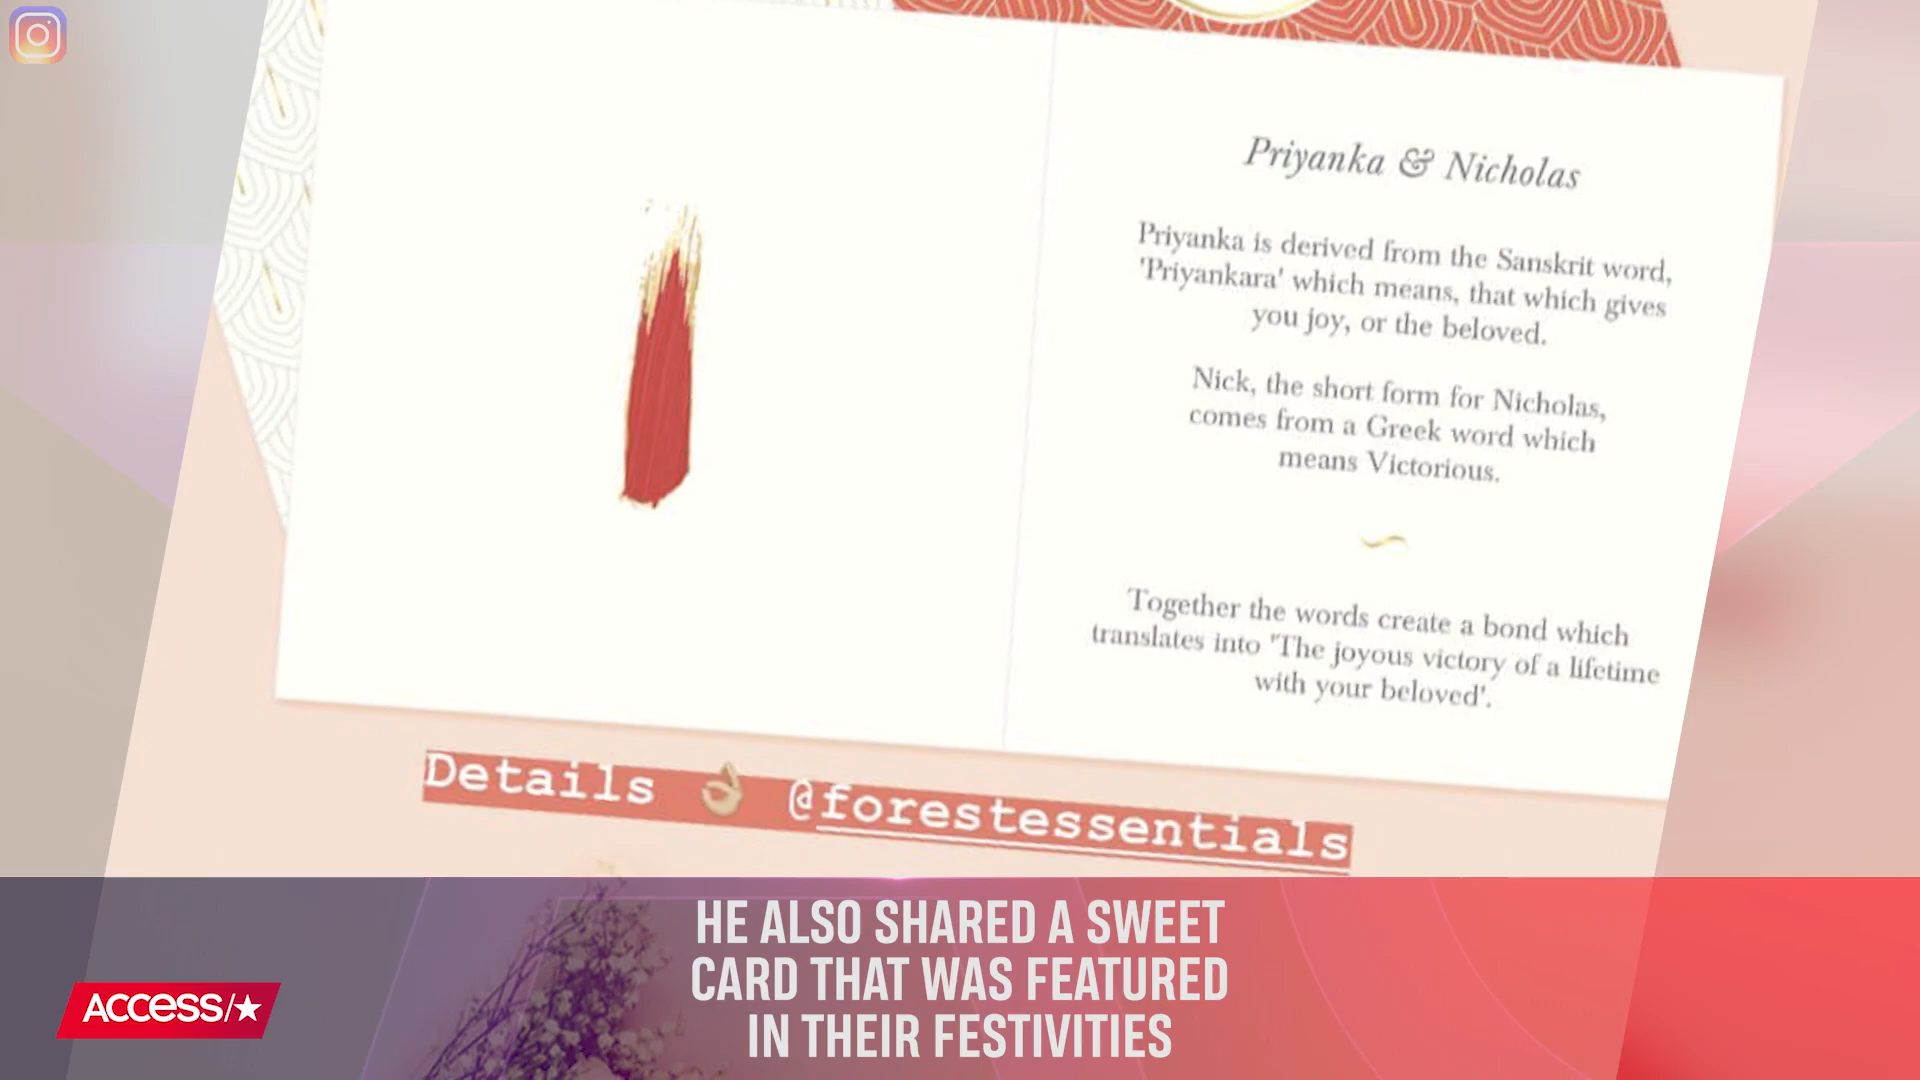 Priyanka & Nicholas
Priyanka is derived from the Sanskrit word,
'Priyankara' which means, that which gives
you joy, or the beloved.
Nick, the short form for Nicholas,
comes from a Greek word which
means Victorious.
Together the words create a bond which
translates into 'The joyous victory of a lifetime
with your beloved'.
Details 👌🏼 @forestessentials
HE ALSO SHARED A SWEET
CARD THAT WAS FEATURED
IN THEIR FESTIVITIES
ACCESS/★